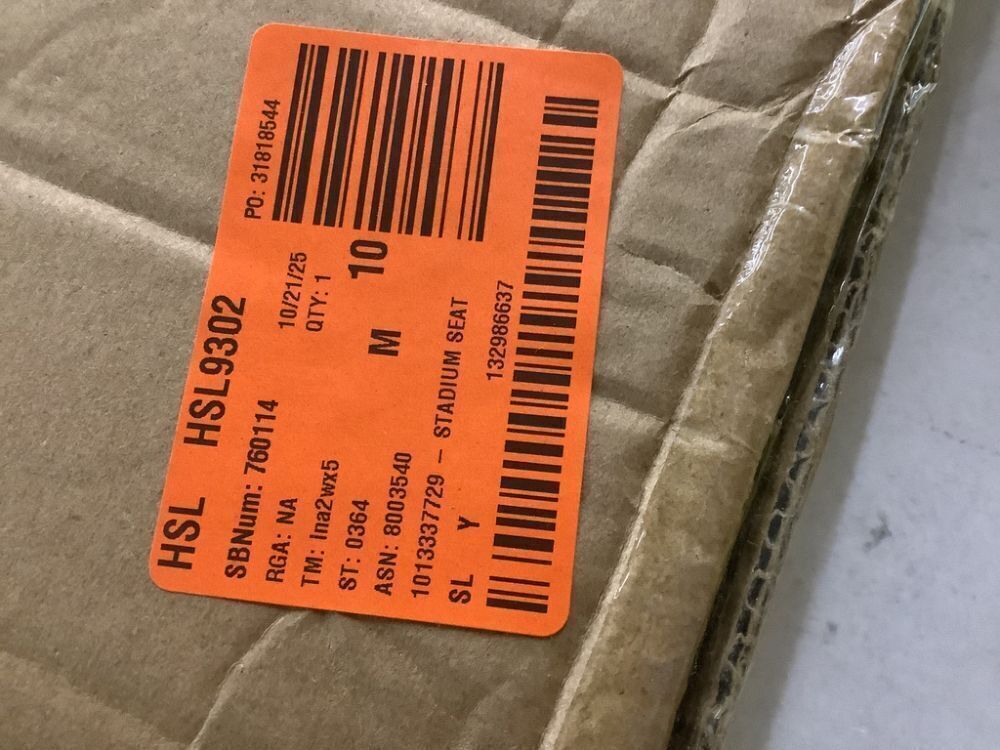 HSL HSL9302 PO: 31818544
SBNum: 760114 10/21/25
RGA: NA QTY: 1
TM: lna2wx5
ST: 0364 M 10
ASN: 8003540
1013337729 – STADIUM SEAT
SL Y 132986637